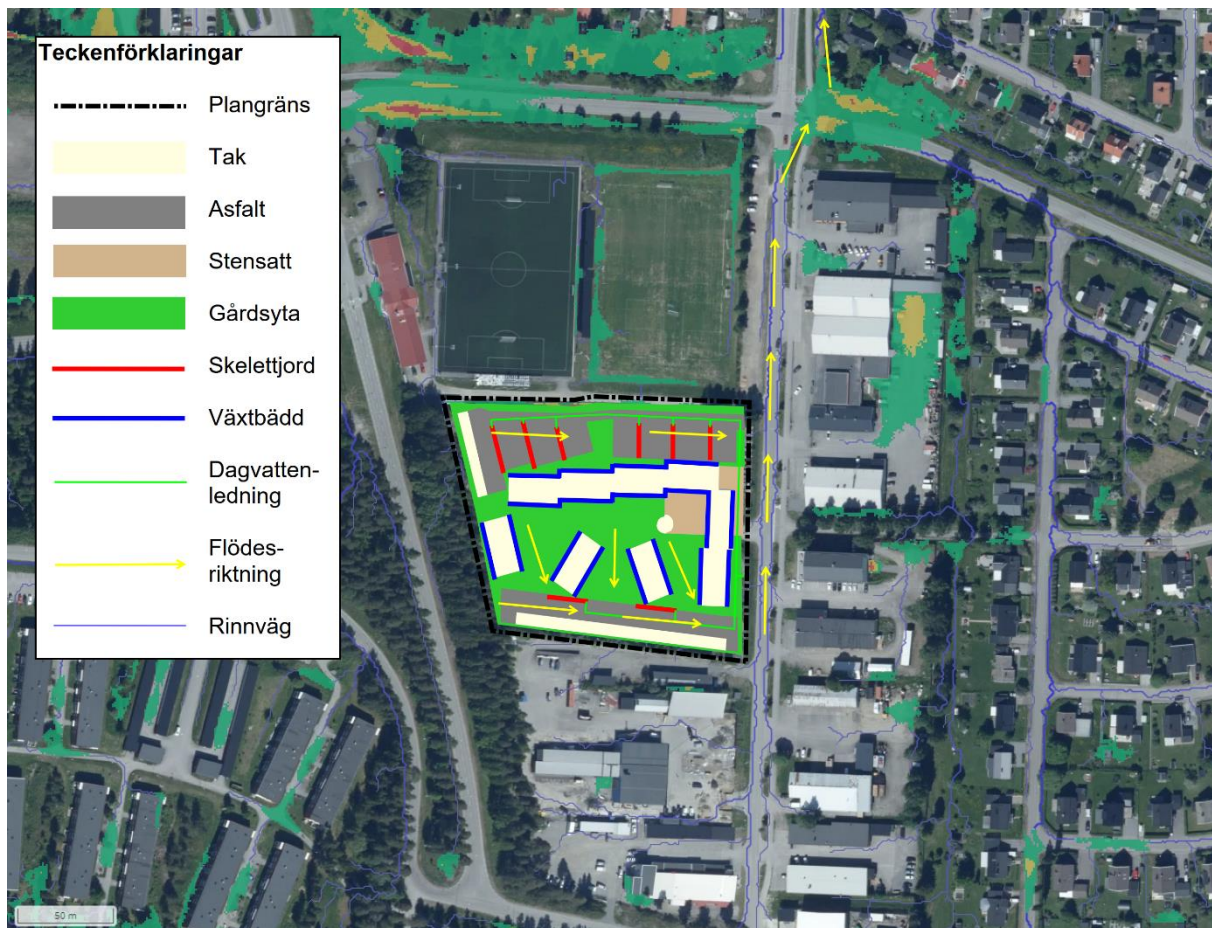 Teckenförklaringar
Plangräns
Tak
Asfalt
Stensatt
Gårdsyta
Skelettjord
Växtbädd
Dagvatten-
ledning
Flödes-
riktning
Rinnväg
50 m